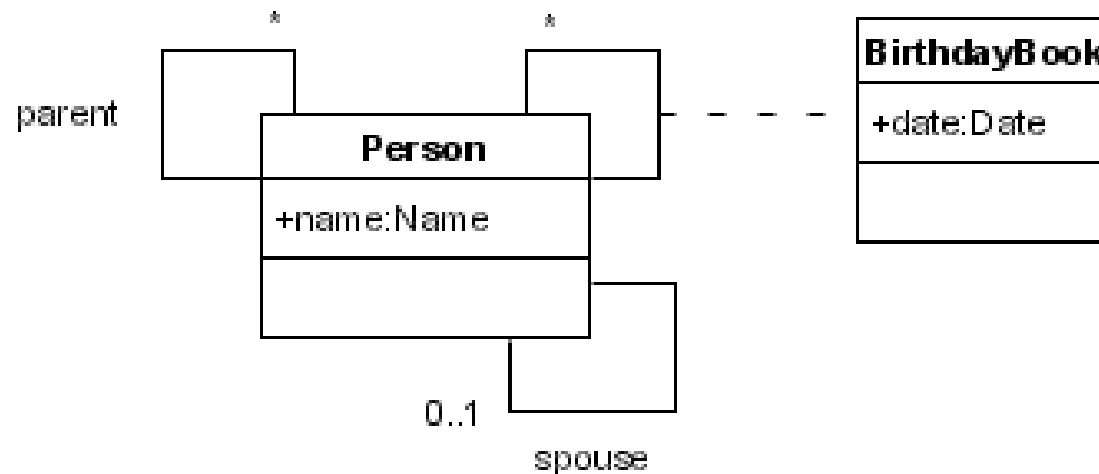 *
*
BirthdayBook
parent
+date:Date
Person
+name:Name
0..1
spouse